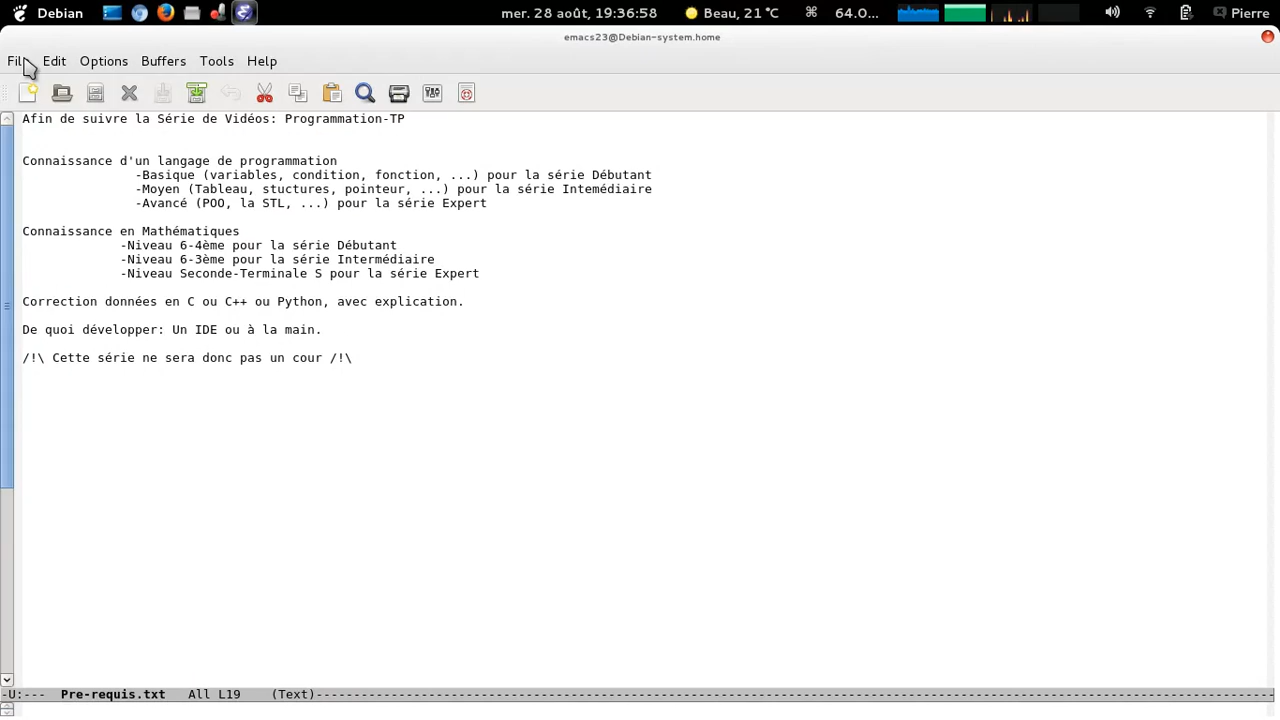 Debian
mer. 28 août, 19:36:58
Beau, 21 °C
64.0...
Pierre
emacs23@Debian-system.home
Edit Options Buffers Tools Help
Afin de suivre la Série de Vidéos: Programmation-TP
Connaissance d'un langage de programmation
-Basique (variables, condition, fonction, ...) pour la série Débutant
-Moyen (Tableau, stuctures, pointeur, ...) pour la série Intemédiaire
-Avancé (POO, la STL, ...) pour la série Expert
Connaissance en Mathématiques
-Niveau 6-4ème pour la série Débutant
-Niveau 6-3ème pour la série Intermédiaire
-Niveau Seconde-Terminale S pour la série Expert
Correction données en C ou C++ ou Python, avec explication.
De quoi développer: Un IDE ou à la main.
/!\ Cette série ne sera donc pas un cour /!\
-U:--- Pre-requis.txt All L19 (Text)